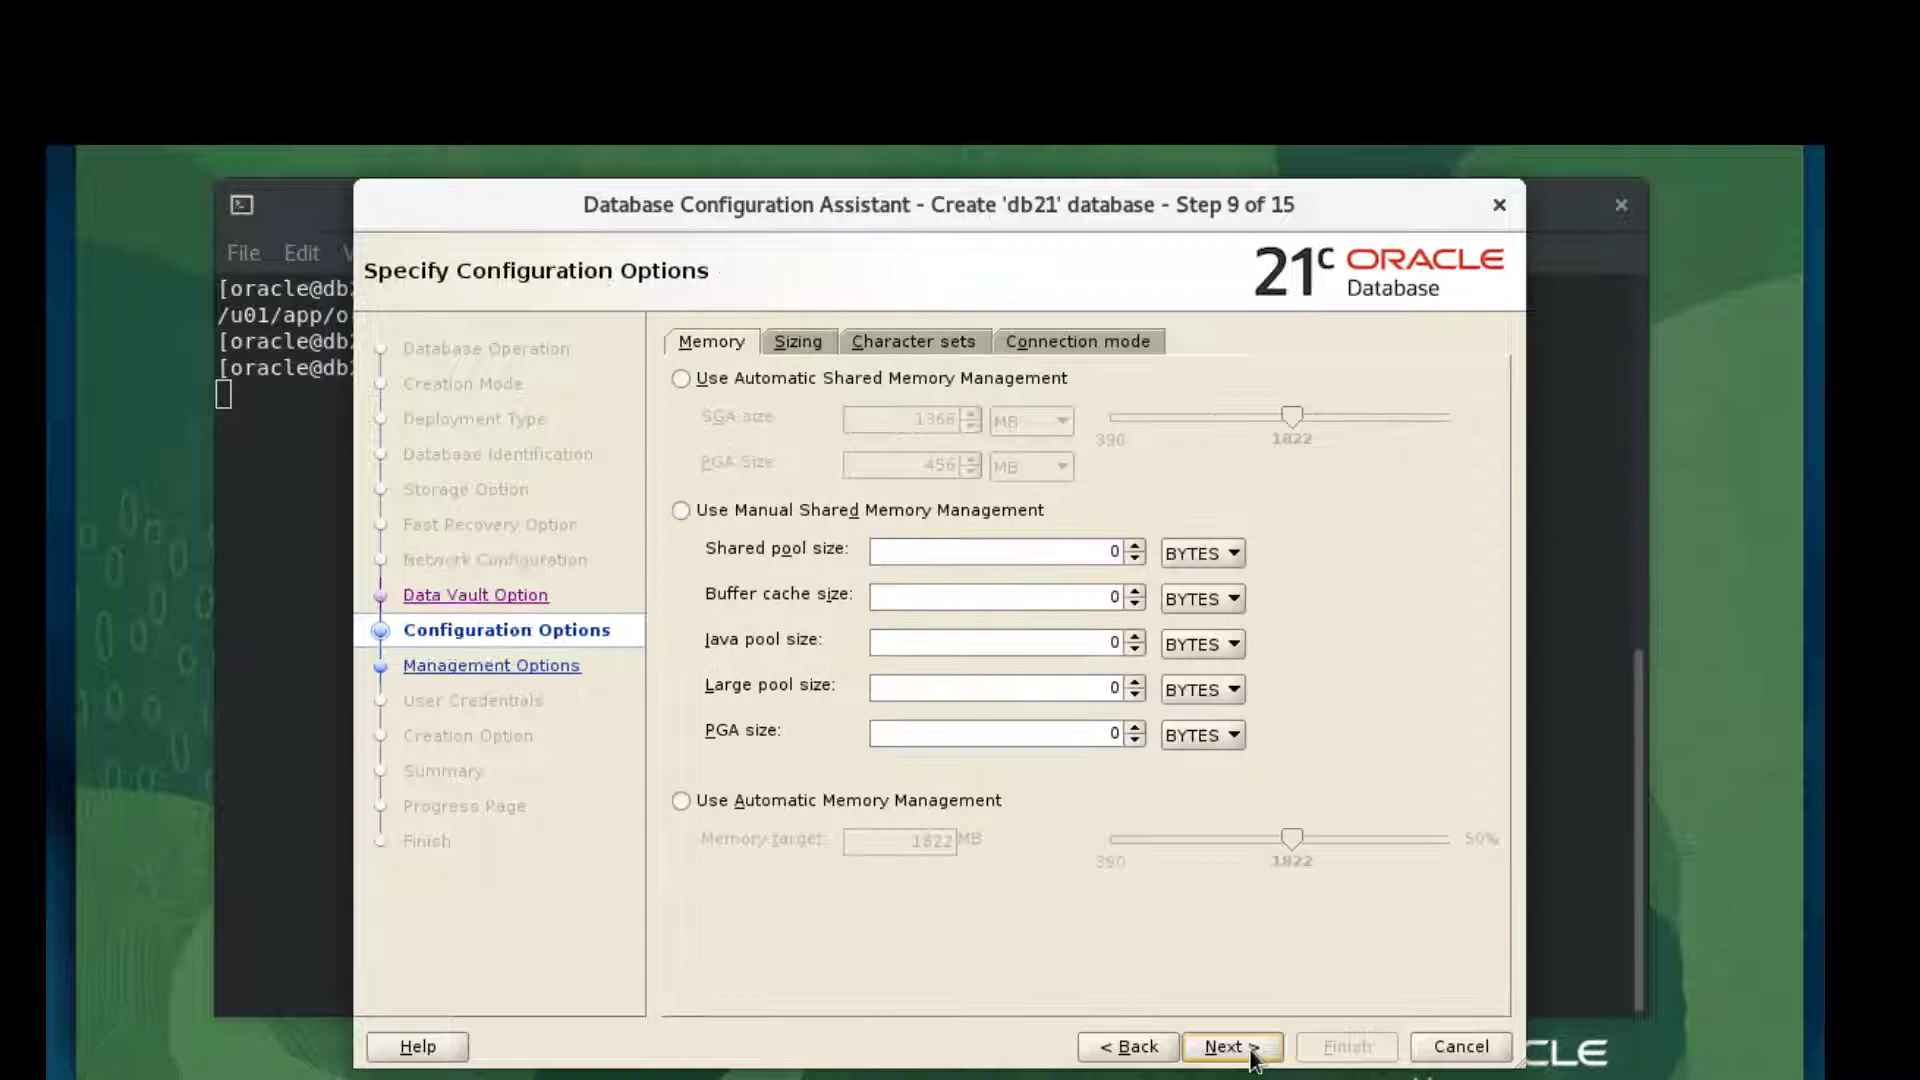 Database Configuration Assistant - Create 'db21' database - Step 9 of 15
File Edit V
Specify Configuration Options
21c ORACLE
Database
[oracle@db
/u01/app/o
[oracle@db
[oracle@db
Database Operation
Creation Mode
Deployment Type
Database Identification
Storage Option
Fast Recovery Option
Network Configuration
Data Vault Option
Configuration Options
Management Options
User Credentials
Creation Option
Summary
Progress Page
Finish
Memory Sizing Character sets Connection mode
Use Automatic Shared Memory Management
SGA size 1366 MB
390 1822
PGA Size 456 MB
Use Manual Shared Memory Management
Shared pool size: 0 BYTES
Buffer cache size: 0 BYTES
Java pool size: 0 BYTES
Large pool size: 0 BYTES
PGA size: 0 BYTES
Use Automatic Memory Management
Memory target: 1822 MB 50%
390 1822
Help < Back Next > Finish Cancel
CLE